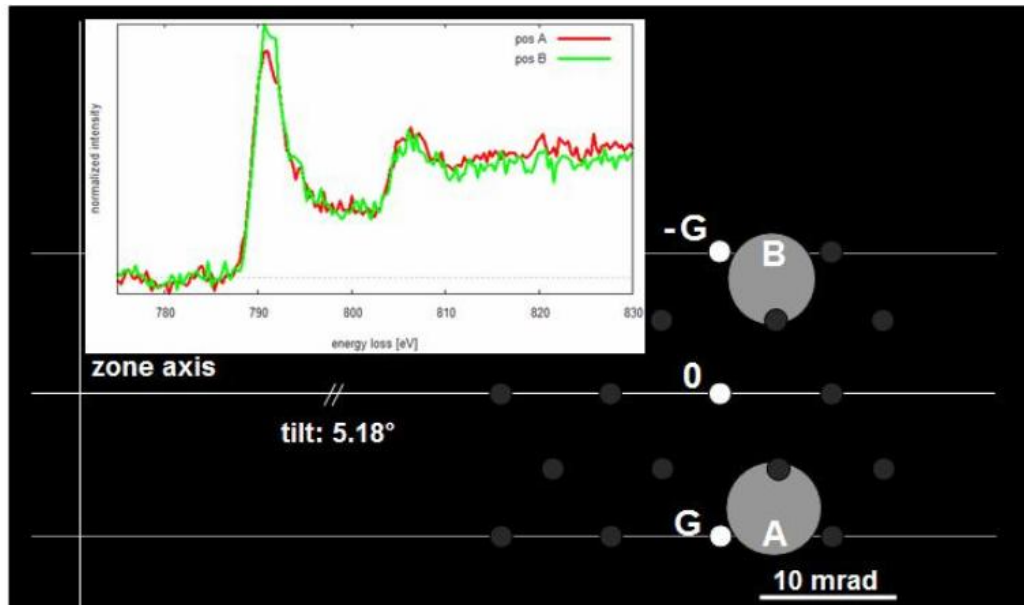 pos A
pos B
normalized intensity
780 790 800 810 820 830
energy loss [eV]
-G
B
zone axis
0
tilt: 5.18°
G
A
10 mrad